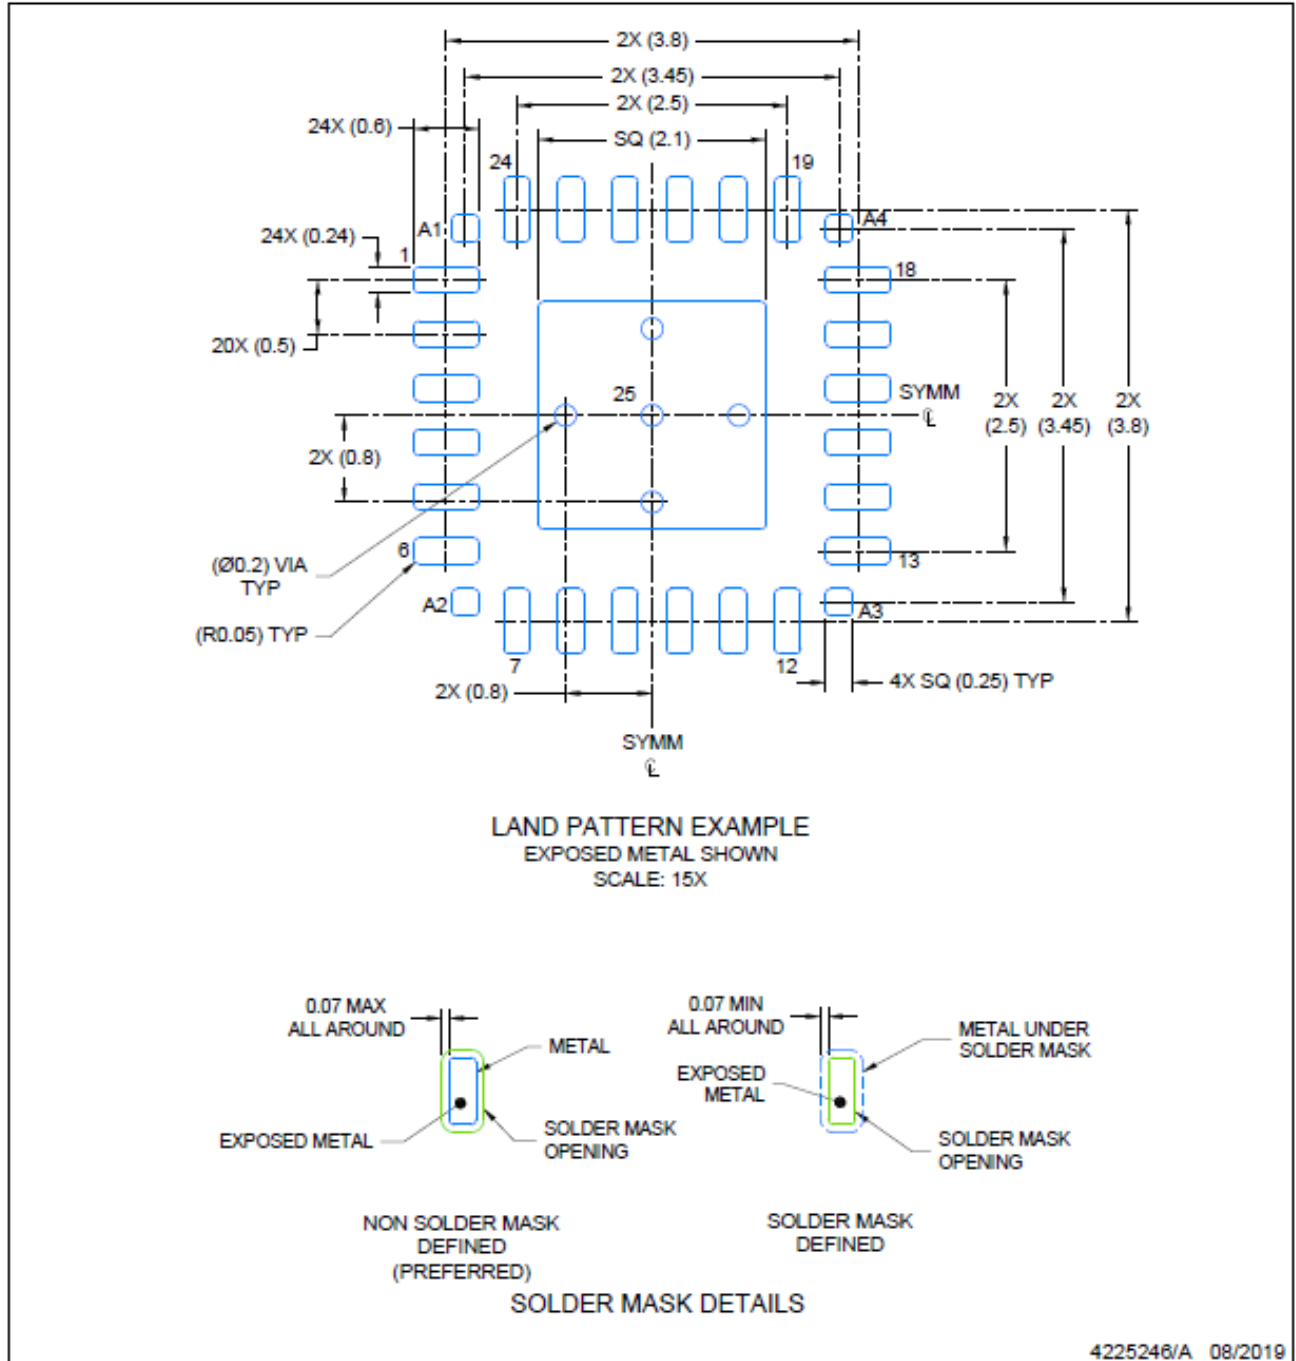 2X (3.8)
2X (3.45)
2X (2.5)
24X (0.6)
SQ (2.1)
24
19
A1
A4
24X (0.24)
1
18
20X (0.5)
25
SYMM
℄
2X
(2.5)
2X
(3.45)
2X
(3.8)
2X (0.8)
6
13
(Ø0.2) VIA
TYP
A2
A3
(R0.05) TYP
7
12
2X (0.8)
4X SQ (0.25) TYP
SYMM
℄
LAND PATTERN EXAMPLE
EXPOSED METAL SHOWN
SCALE: 15X
0.07 MAX
ALL AROUND
METAL
EXPOSED METAL
SOLDER MASK
OPENING
NON SOLDER MASK
DEFINED
(PREFERRED)
0.07 MIN
ALL AROUND
METAL UNDER
SOLDER MASK
EXPOSED
METAL
SOLDER MASK
OPENING
SOLDER MASK
DEFINED
SOLDER MASK DETAILS
4225246/A 08/2019